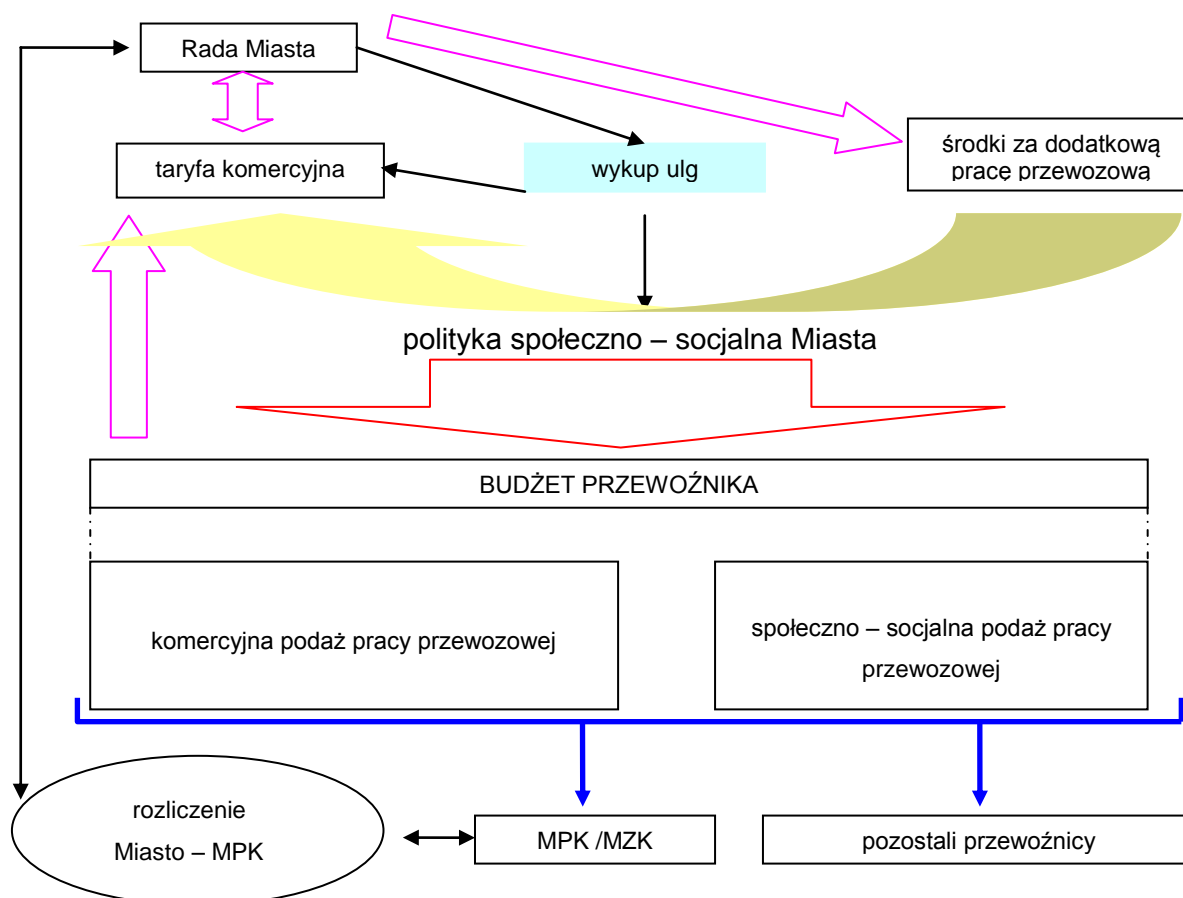 Rada Miasta
taryfa komercyjna
wykup ulg
środki za dodatkową
pracę przewozową
polityka społeczno – socjalna Miasta
BUDŻET PRZEWOŹNIKA
komercyjna podaż pracy przewozowej
społeczno – socjalna podaż pracy
przewozowej
rozliczenie
Miasto – MPK
MPK /MZK
pozostali przewoźnicy